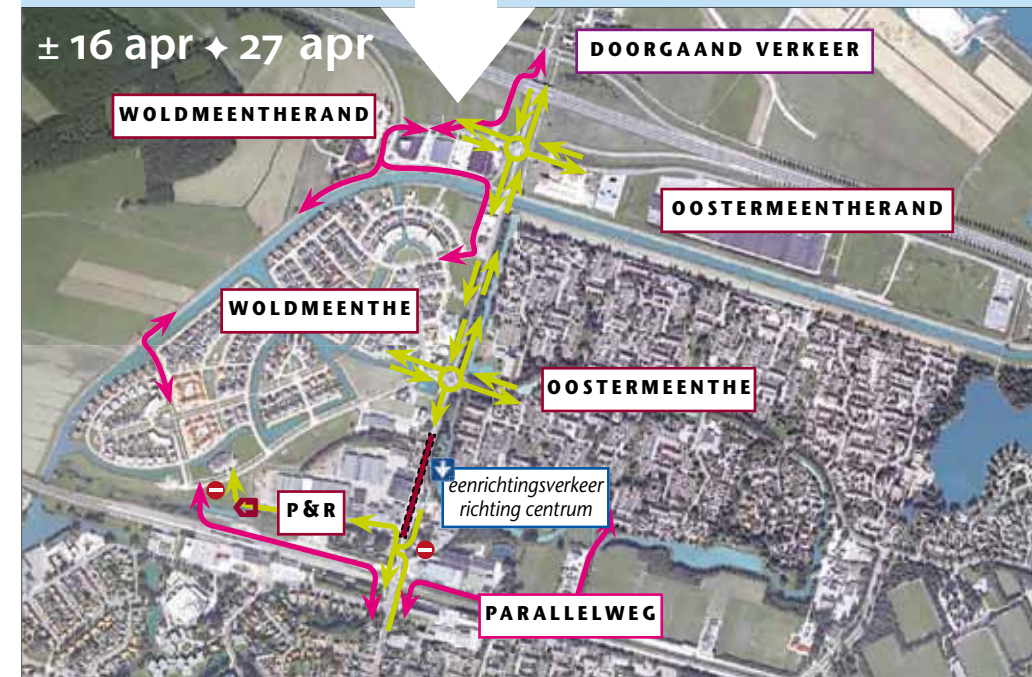 ± 16 apr ✦ 27 apr
DOORGAAND VERKEER
WOLDMEENTHERAND
OOSTERMEENTHERAND
WOLDMEENTHE
OOSTERMEENTHE
eenrichtingsverkeer
richting centrum
P&R
PARALLELWEG